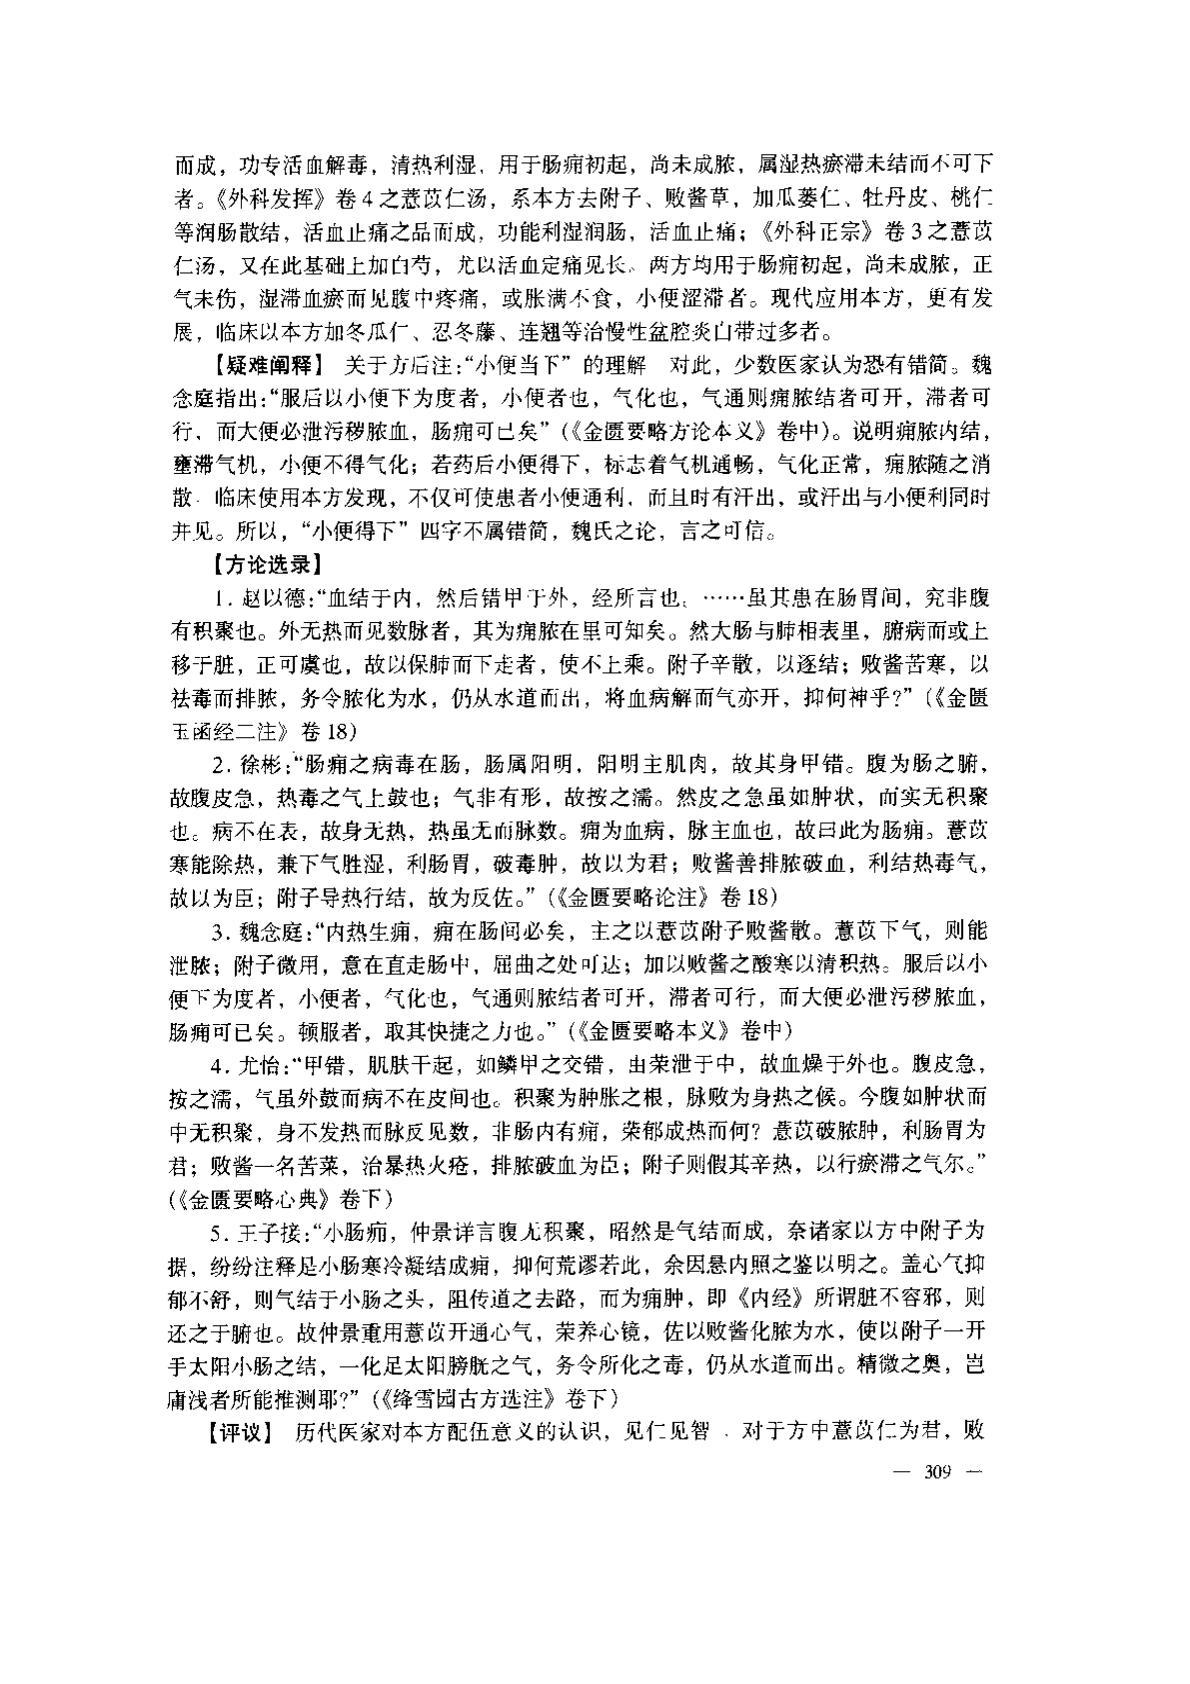 而成，功专活血解毒，清热利湿，用于肠痈初起，尚未成脓，属湿热瘀滞未结而不可下
者。《外科发挥》卷4之薏苡仁汤，系本方去附子、败酱草，加瓜蒌仁、牡丹皮、桃仁
等润肠散结，活血止痛之品而成，功能利湿润肠，活血止痛；《外科正宗》卷3之薏苡
仁汤，又在此基础上加白芍，尤以活血定痛见长。两方均用于肠痈初起，尚未成脓，正
气未伤，湿滞血瘀而见腹中疼痛，或胀满不食，小便涩滞者。现代应用本方，更有发
展，临床以本方加冬瓜仁、忍冬藤、连翘等治慢性盆腔炎白带过多者。
【疑难阐释】 关于方后注：“小便当下”的理解 对此，少数医家认为恐有错简。魏
念庭指出：“服后以小便下为度者，小便者也，气化也，气通则痈脓结者可开，滞者可
行，而大便必泄污秽脓血，肠痈可已矣”（《金匮要略方论本义》卷中）。说明痈脓内结，
壅滞气机，小便不得气化；若药后小便得下，标志着气机通畅，气化正常，痈脓随之消
散。临床使用本方发现，不仅可使患者小便通利，而且时有汗出，或汗出与小便利同时
并见。所以，“小便得下”四字不属错简，魏氏之论，言之可信。
【方论选录】
1. 赵以德：“血结于内，然后错甲于外，经所言也。……虽其患在肠胃间，究非腹
有积聚也。外无热而见数脉者，其为痈脓在里可知矣。然大肠与肺相表里，腑病而或上
移于脏，正可虞也，故以保肺而下走者，使不上乘。附子辛散，以逐结；败酱苦寒，以
祛毒而排脓，务令脓化为水，仍从水道而出，将血病解而气亦开，抑何神乎？”（《金匮
玉函经二注》卷18）
2. 徐彬：“肠痈之病毒在肠，肠属阳明，阳明主肌肉，故其身甲错。腹为肠之腑，
故腹皮急，热毒之气上鼓也；气非有形，故按之濡。然皮之急虽如肿状，而实无积聚
也。病不在表，故身无热，热虽无而脉数。痈为血病，脉主血也，故曰此为肠痈。薏苡
寒能除热，兼下气胜湿，利肠胃，破毒肿，故以为君；败酱善排脓破血，利结热毒气，
故以为臣；附子导热行结，故为反佐。”（《金匮要略论注》卷18）
3. 魏念庭：“内热生痈，痈在肠间必矣，主之以薏苡附子败酱散。薏苡下气，则能
泄脓；附子微用，意在直走肠中，屈曲之处可达；加以败酱之酸寒以清积热。服后以小
便下为度者，小便者，气化也，气通则脓结者可开，滞者可行，而大便必泄污秽脓血，
肠痈可已矣。顿服者，取其快捷之力也。”（《金匮要略本义》卷中）
4. 尤怡：“甲错，肌肤干起，如鳞甲之交错，由荣泄于中，故血燥于外也。腹皮急，
按之濡，气虽外鼓而病不在皮间也。积聚为肿胀之根，脉败为身热之候。今腹如肿状而
中无积聚，身不发热而脉反见数，非肠内有痈，荣郁成热而何？薏苡破脓肿，利肠胃为
君；败酱一名苦菜，治暴热火疮，排脓破血为臣；附子则假其辛热，以行瘀滞之气尔。”
（《金匮要略心典》卷下）
5. 王子接：“小肠痈，仲景详言腹无积聚，昭然是气结而成，奈诸家以方中附子为
据，纷纷注释是小肠寒冷凝结成痈，抑何荒谬若此，余因悬内照之鉴以明之。盖心气抑
郁不舒，则气结于小肠之头，阻传道之去路，而为痈肿，即《内经》所谓脏不容邪，则
还之于腑也。故仲景重用薏苡开通心气，荣养心镜，佐以败酱化脓为水，使以附子一开
手太阳小肠之结，一化足太阳膀胱之气，务令所化之毒，仍从水道而出。精微之奥，岂
庸浅者所能推测耶？”（《绛雪园古方选注》卷下）
【评议】 历代医家对本方配伍意义的认识，见仁见智。对于方中薏苡仁为君，败
— 309 —